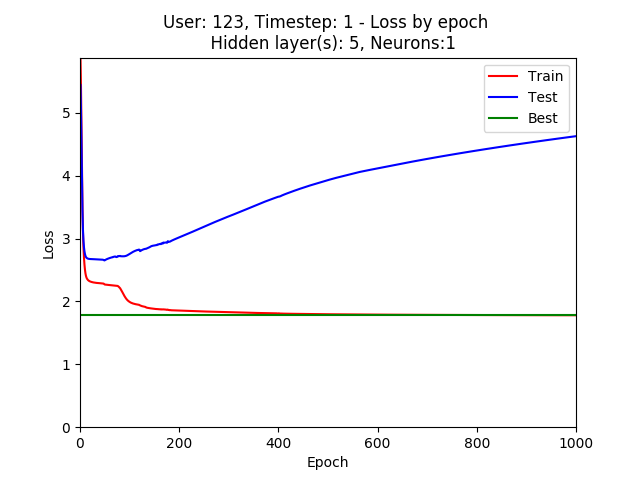 User: 123, Timestep: 1 - Loss by epoch
Hidden layer(s): 5, Neurons:1
Train
Test
Best
5
4
3
2
1
0
Loss
0 200 400 600 800 1000
Epoch